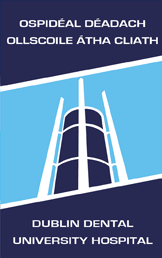 OSPIDÉAL DÉADACH
OLLSCOILE ÁTHA CLIATH
DUBLIN DENTAL
UNIVERSITY HOSPITAL